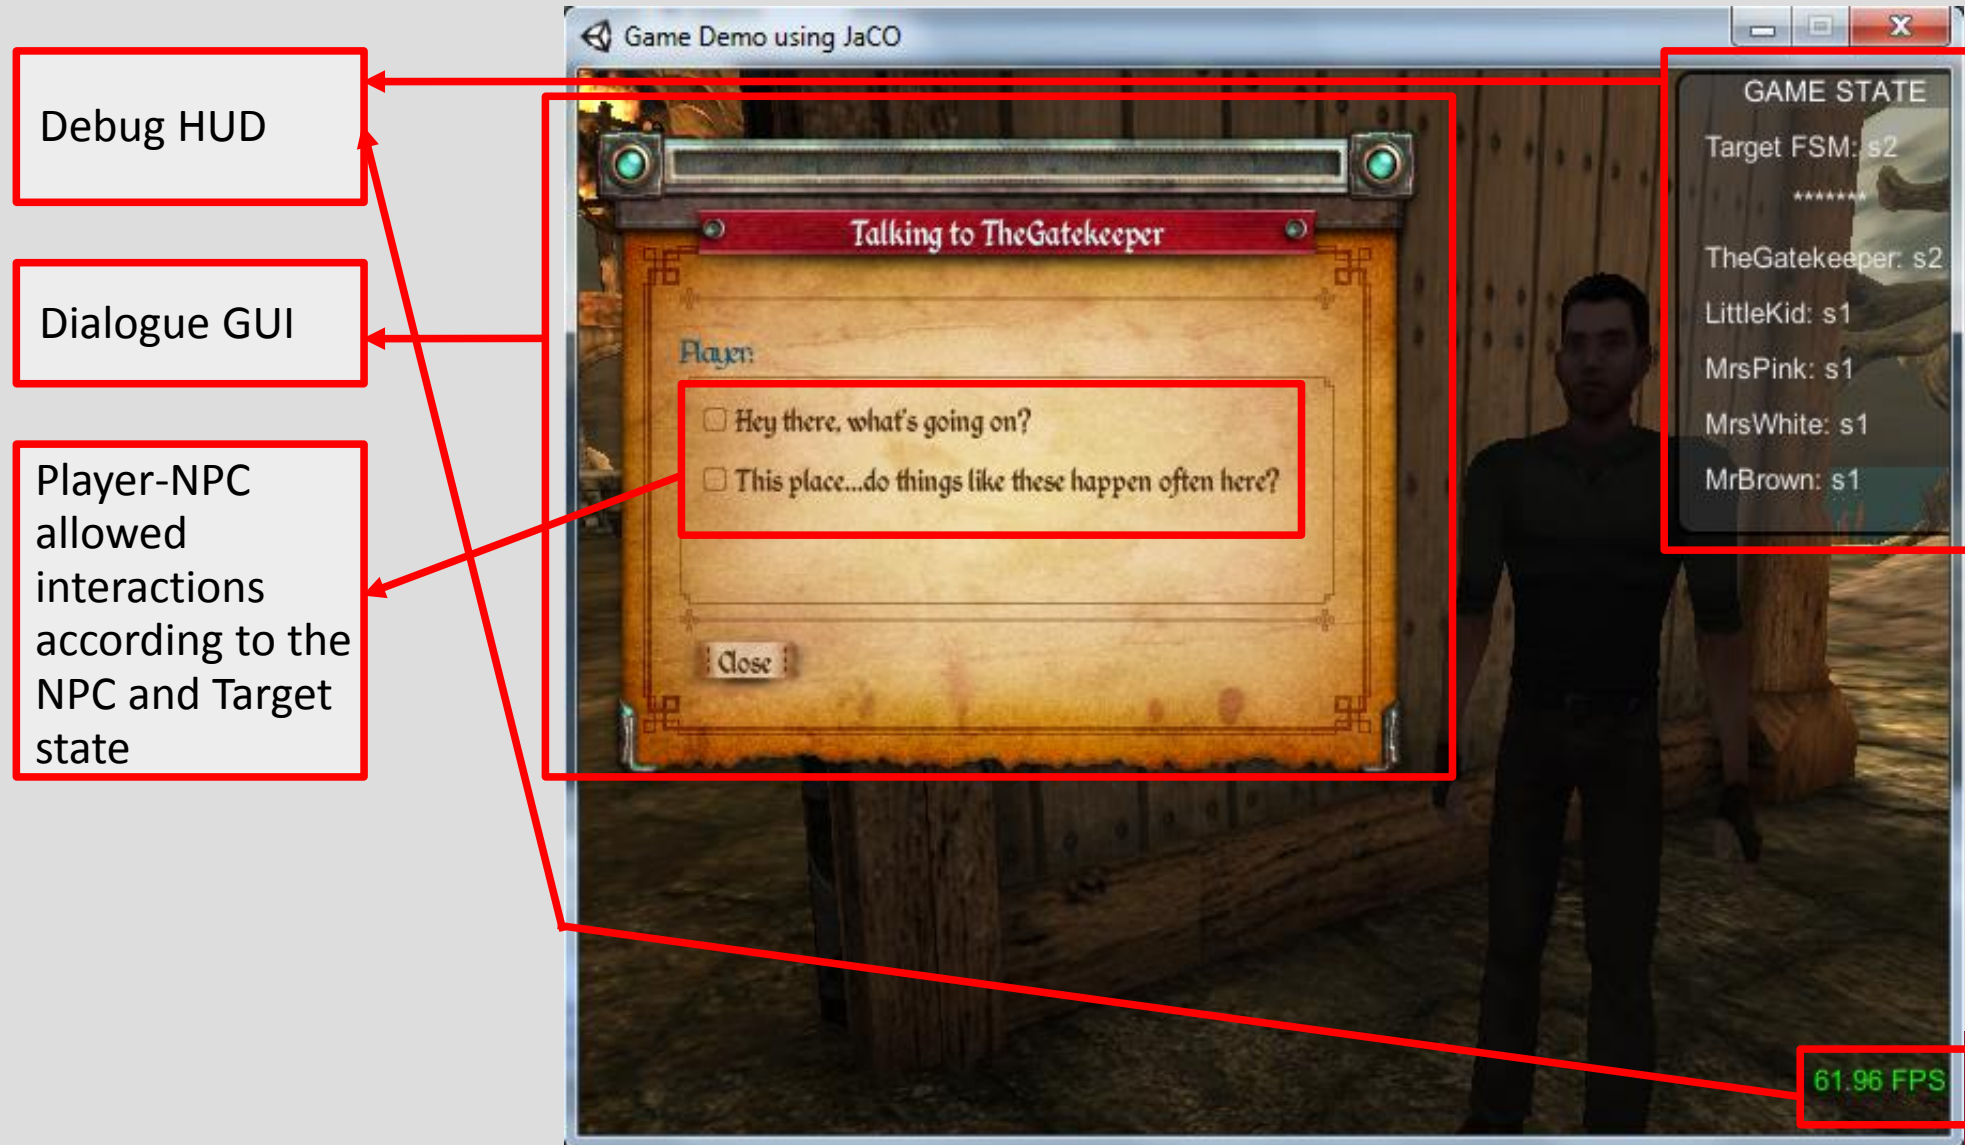 Game Demo using JaCO
Debug HUD
Dialogue GUI
Player-NPC
allowed
interactions
according to the
NPC and Target
state
Talking to TheGatekeeper
Player:
Hey there, what's going on?
This place...do things like these happen often here?
Close
GAME STATE
Target FSM: s2
*******
TheGatekeeper: s2
LittleKid: s1
MrsPink: s1
MrsWhite: s1
MrBrown: s1
61.96 FPS